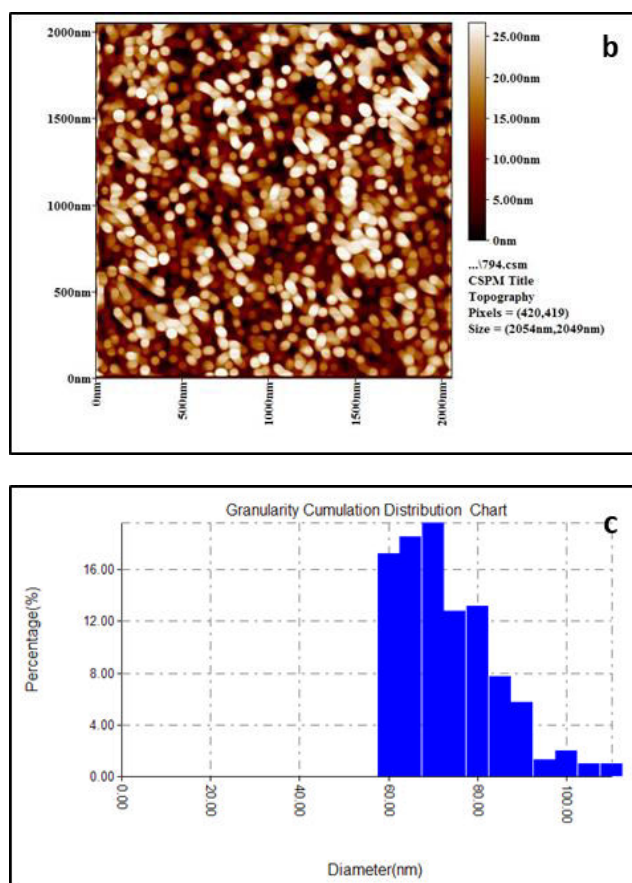 b
2000nm
1500nm
1000nm
500nm
0nm
0nm
500nm
1000nm
1500nm
2000nm
25.00nm
20.00nm
15.00nm
10.00nm
5.00nm
0nm
...\794.csm
CSPM Title
Topography
Pixels = (420,419)
Size = (2054nm,2049nm)
Granularity Cumulation Distribution Chart
c
Percentage(%)
16.00
12.00
8.00
4.00
0.00
0.00
20.00
40.00
60.00
80.00
100.00
Diameter(nm)